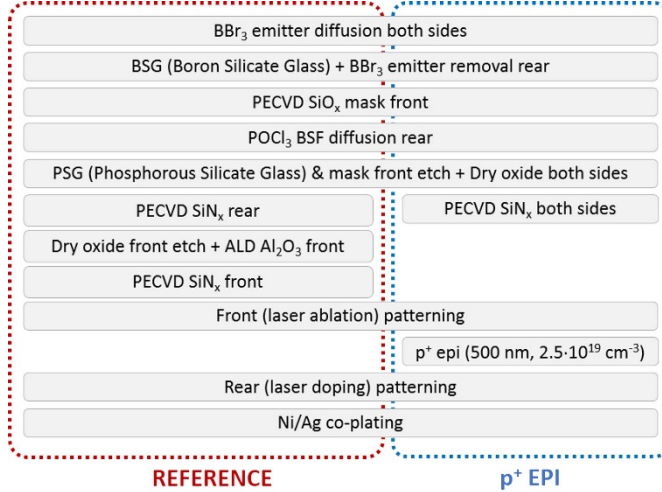 BBr₃ emitter diffusion both sides
BSG (Boron Silicate Glass) + BBr₃ emitter removal rear
PECVD SiOₓ mask front
POCl₃ BSF diffusion rear
PSG (Phosphorous Silicate Glass) & mask front etch + Dry oxide both sides
PECVD SiNₓ rear
PECVD SiNₓ both sides
Dry oxide front etch + ALD Al₂O₃ front
PECVD SiNₓ front
Front (laser ablation) patterning
p⁺ epi (500 nm, 2.5·10¹⁹ cm⁻³)
Rear (laser doping) patterning
Ni/Ag co-plating
REFERENCE
p⁺ EPI